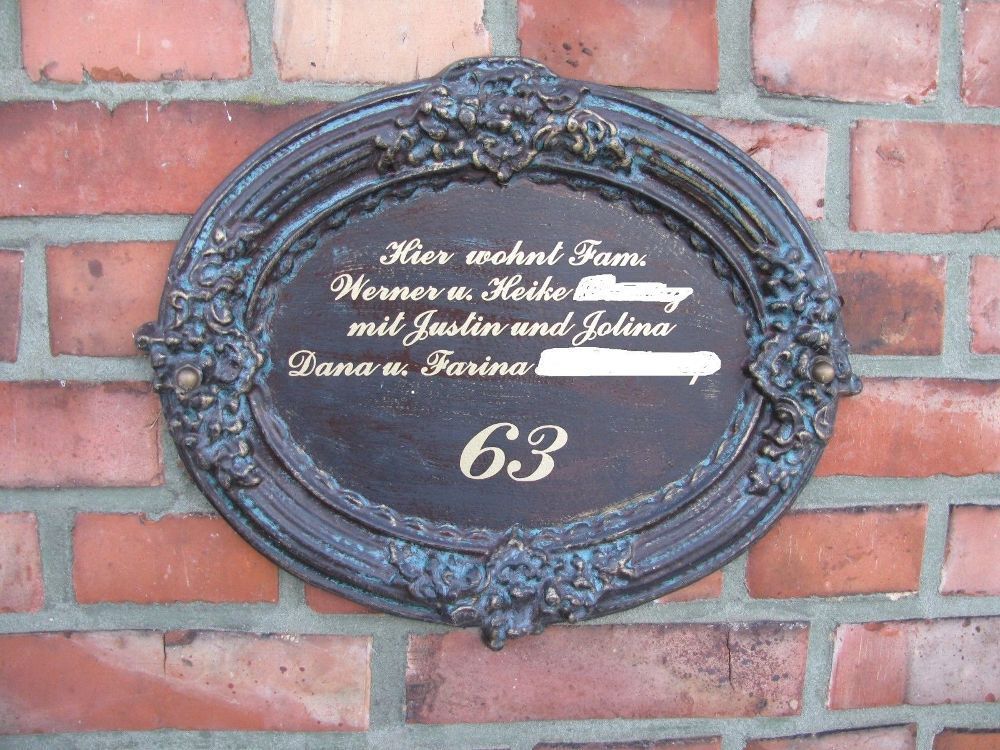 Hier wohnt Fam.
Werner u. Heike
mit Justin und Jolina
Dana u. Farina
63